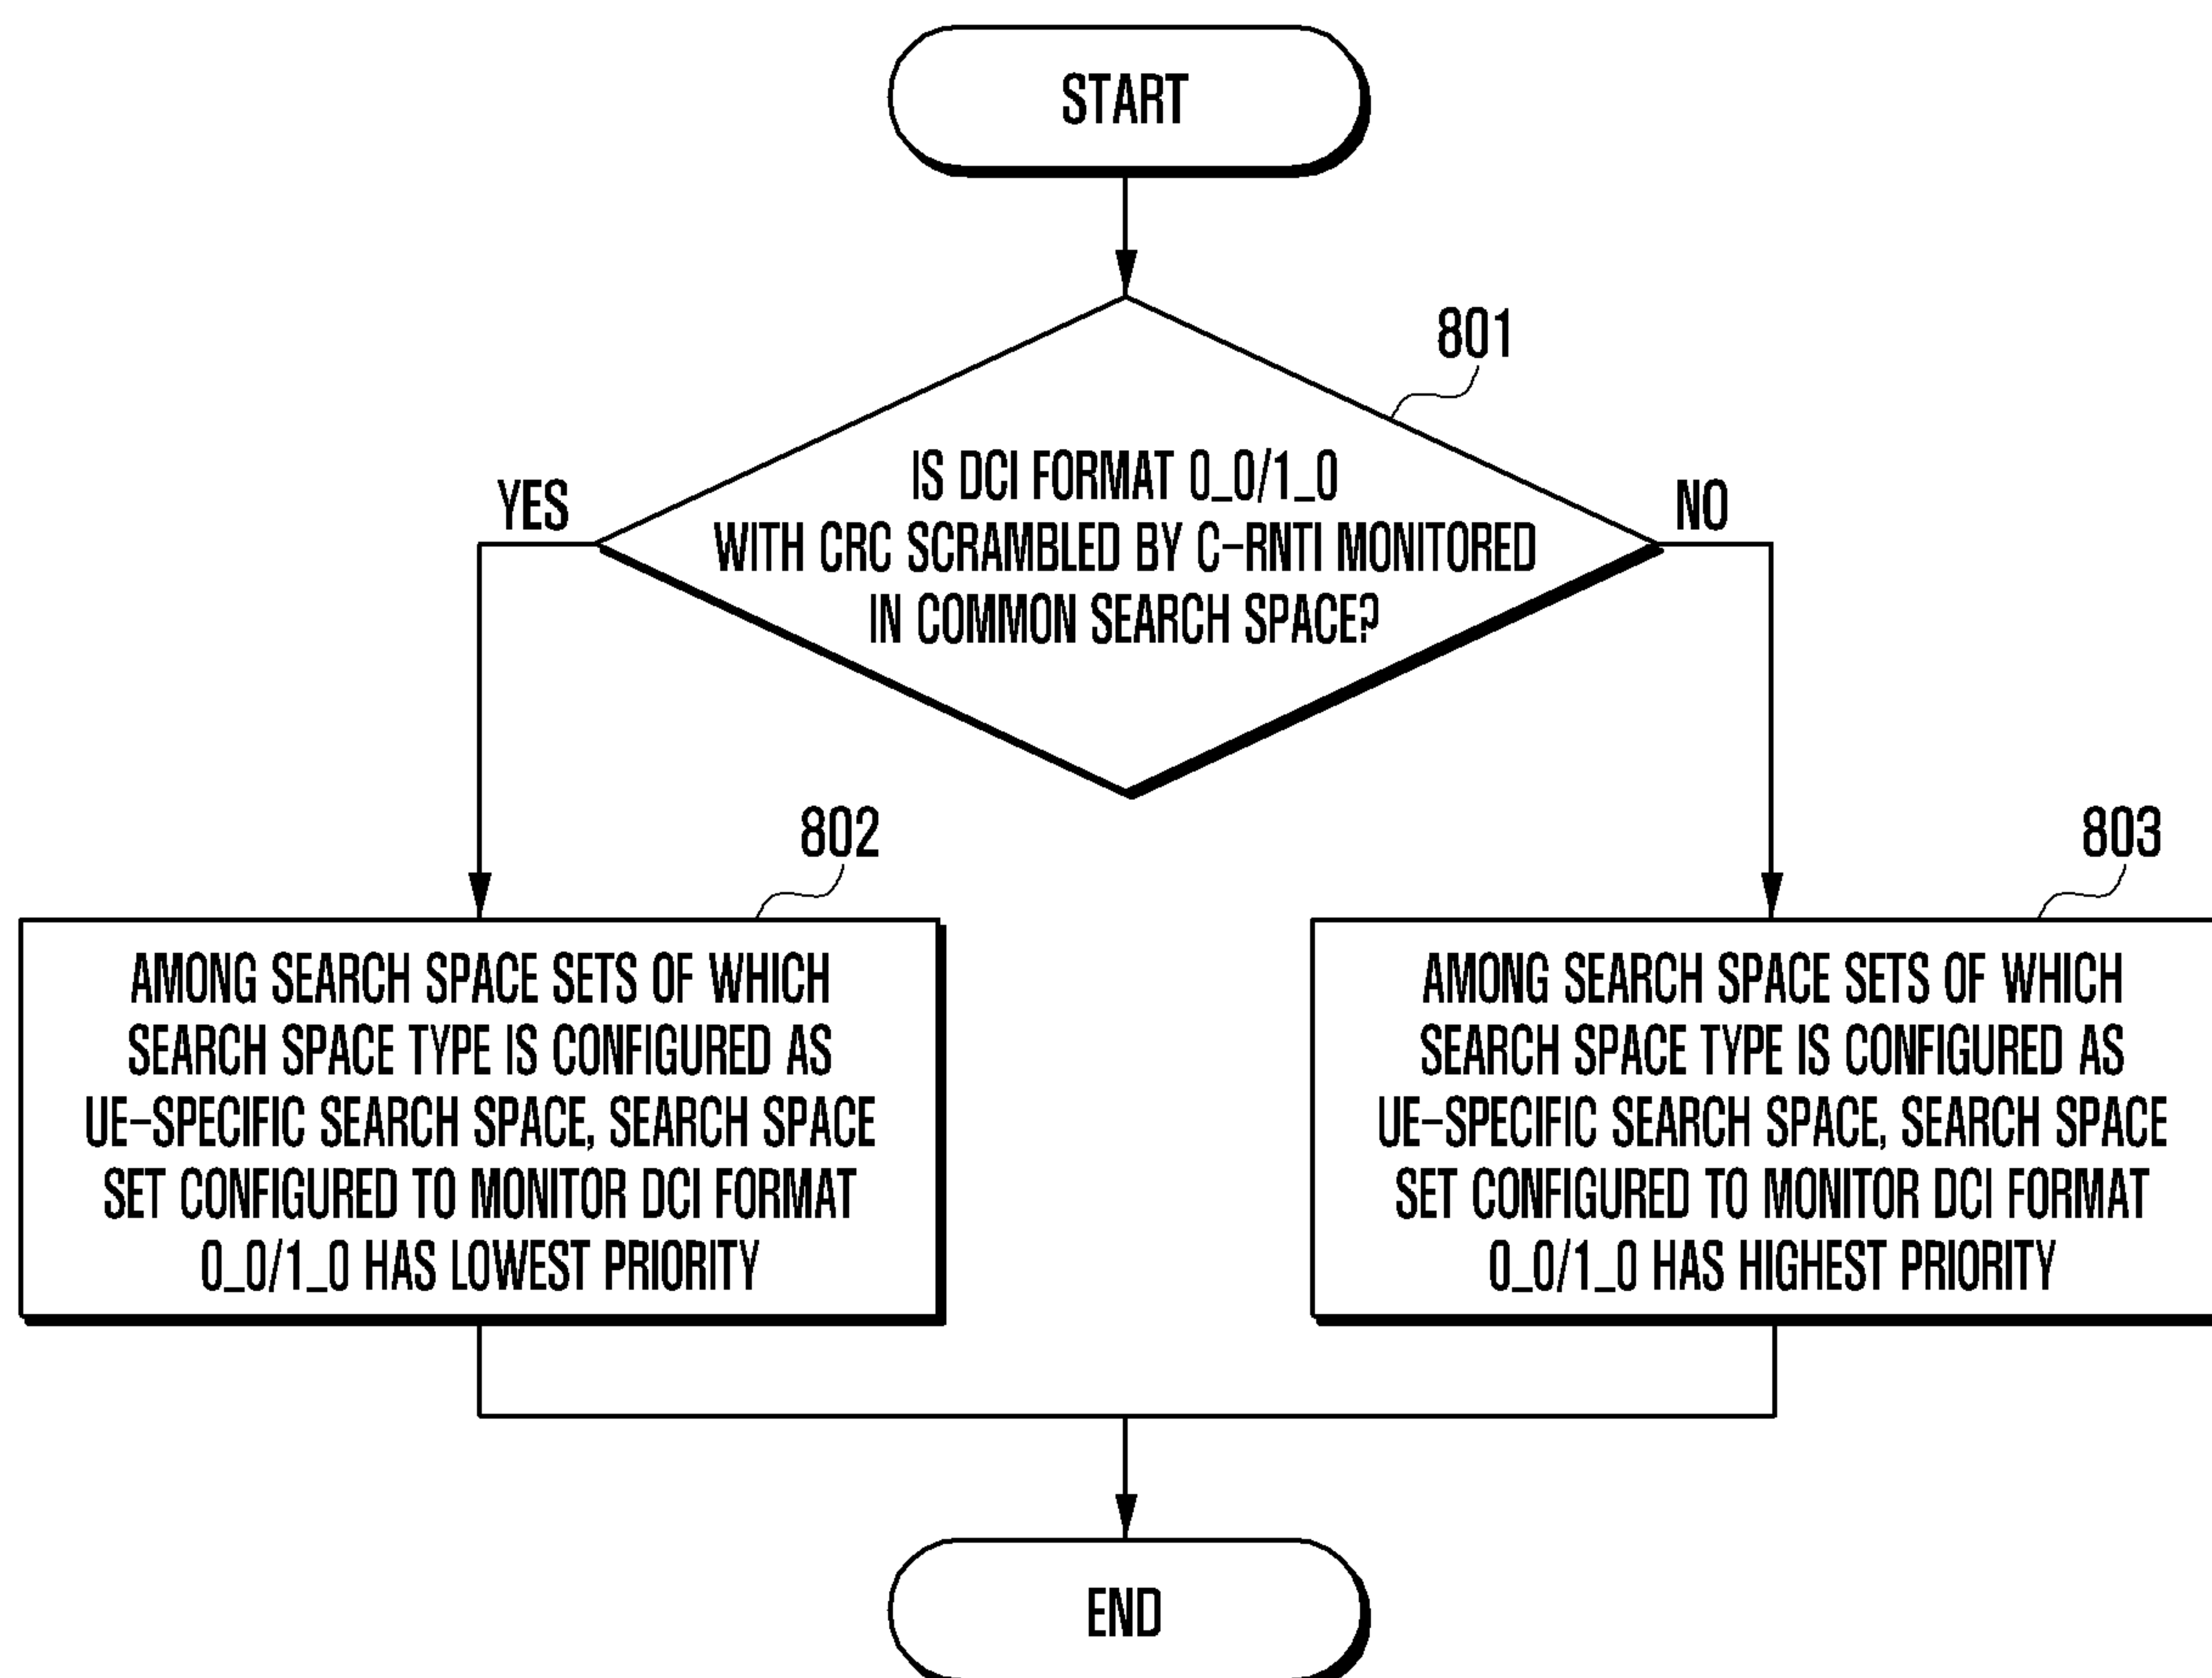 START
801
IS DCI FORMAT 0_0/1_0
WITH CRC SCRAMBLED BY C-RNTI MONITORED
IN COMMON SEARCH SPACE?
YES
NO
802
AMONG SEARCH SPACE SETS OF WHICH
SEARCH SPACE TYPE IS CONFIGURED AS
UE-SPECIFIC SEARCH SPACE, SEARCH SPACE
SET CONFIGURED TO MONITOR DCI FORMAT
0_0/1_0 HAS LOWEST PRIORITY
803
AMONG SEARCH SPACE SETS OF WHICH
SEARCH SPACE TYPE IS CONFIGURED AS
UE-SPECIFIC SEARCH SPACE, SEARCH SPACE
SET CONFIGURED TO MONITOR DCI FORMAT
0_0/1_0 HAS HIGHEST PRIORITY
END